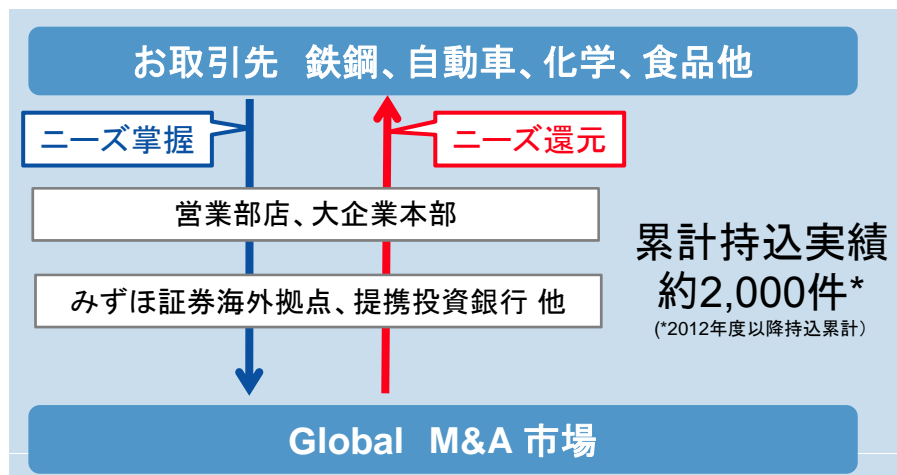 お取引先 鉄鋼、自動車、化学、食品他
ニーズ掌握
ニーズ還元
営業部店、大企業本部
みずほ証券海外拠点、提携投資銀行 他
累計持込実績
約2,000件*
(*2012年度以降持込累計）
Global M&A 市場